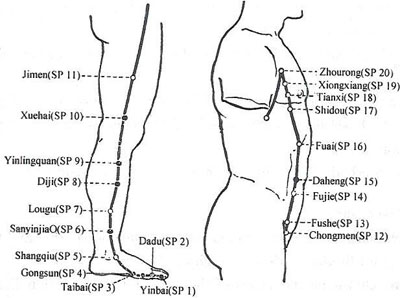 Jimen(SP 11)
Xuehai(SP 10)
Yinlingquan(SP 9)
Diji(SP 8)
Lougu(SP 7)
SanyinjiaO(SP 6)
Shangqiu(SP 5)
Gongsun(SP 4)
Taibai(SP 3)
Dadu(SP 2)
Yinbai(SP 1)
Zhourong(SP 20)
Xiongxiang(SP 19)
Tianxi(SP 18)
Shidou(SP 17)
Fuai(SP 16)
Daheng(SP 15)
Fujie(SP 14)
Fushe(SP 13)
Chongmen(SP 12)